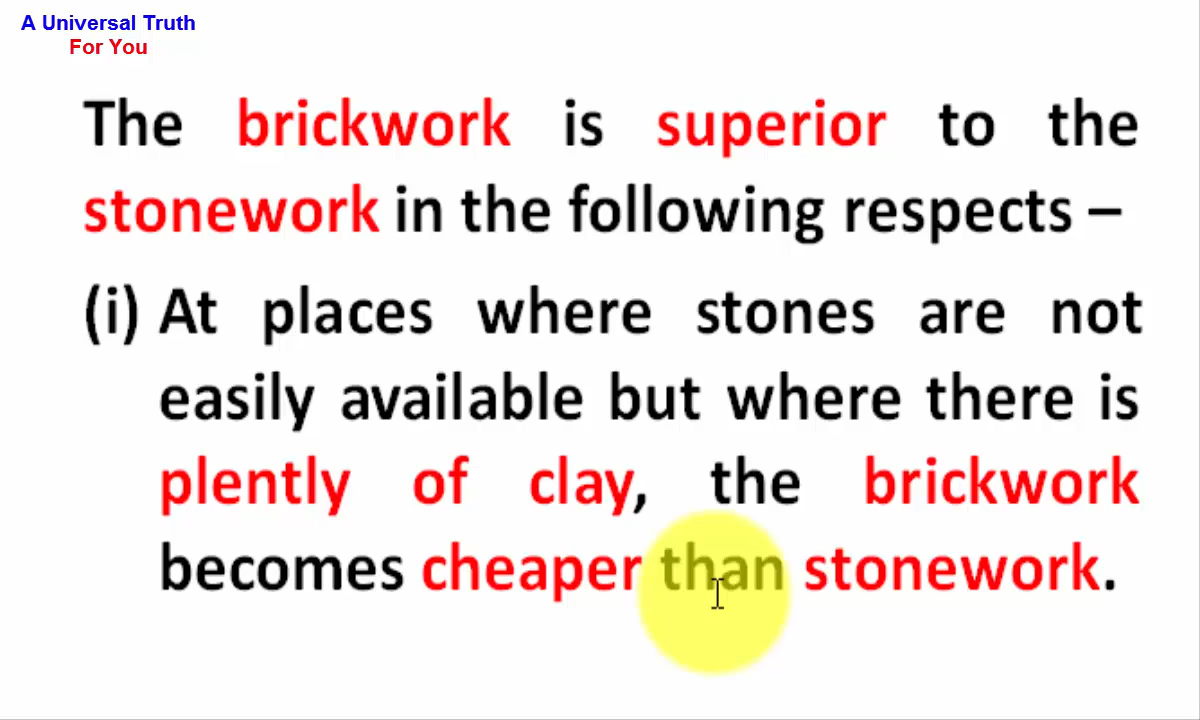 A Universal Truth
For You
The brickwork is superior to the
stonework in the following respects –
(i) At places where stones are not
easily available but where there is
plently of clay, the brickwork
becomes cheaper than stonework.